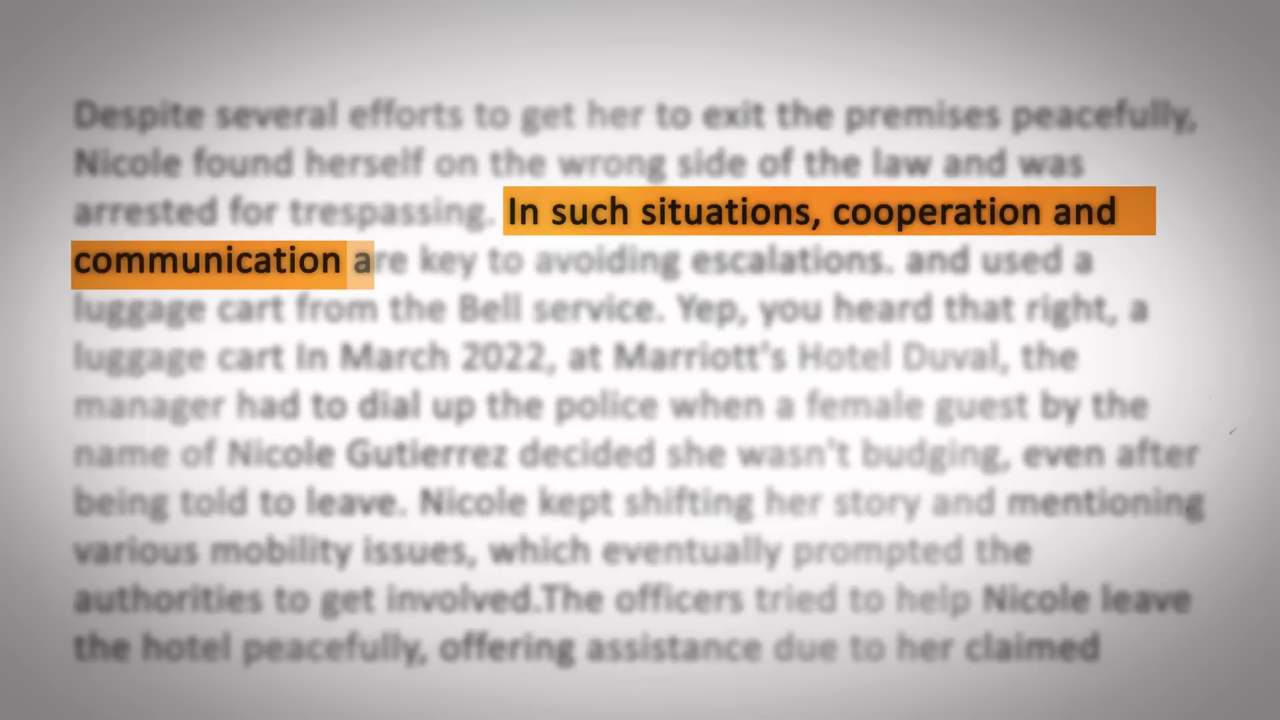 Despite several efforts to get her to exit the premises peacefully,
Nicole found herself on the wrong side of the law and was
arrested for trespassing. In such situations, cooperation and
communication are key to avoiding escalations. and used a
luggage cart from the Bell service. Yep, you heard that right, a
luggage cart In March 2022, at Marriott's Hotel Duval, the
manager had to dial up the police when a female guest by the
name of Nicole Gutierrez decided she wasn't budging, even after
being told to leave. Nicole kept shifting her story and mentioning
various mobility issues, which eventually prompted the
authorities to get involved.The officers tried to help Nicole leave
the hotel peacefully, offering assistance due to her claimed